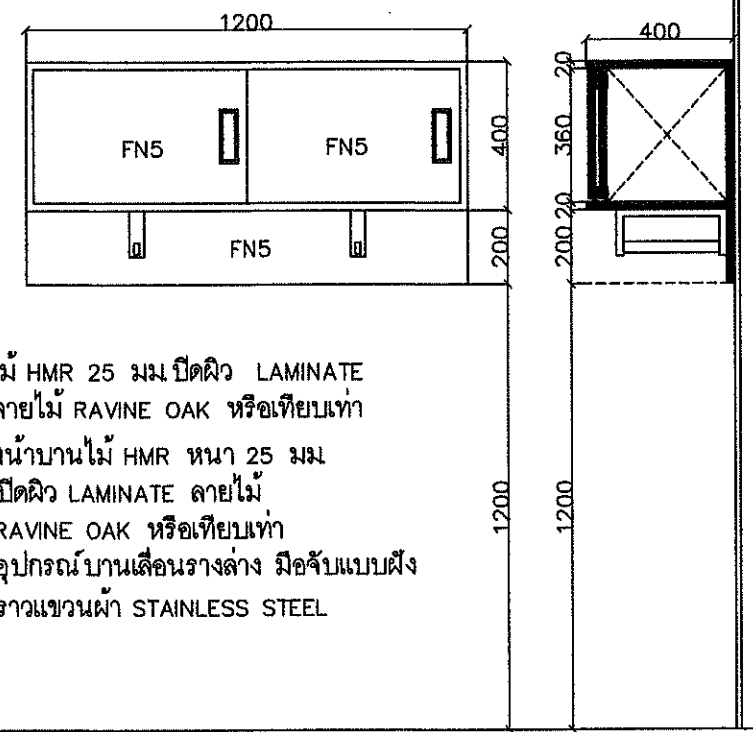 1200
400
FN5
FN5
FN5
400
200
1200
20
360
20
200
1200
HMR 25 มม.ปิดผิว LAMINATE
ลายไม้ RAVINE OAK หรือเทียบเท่า
หน้าบานไม้ HMR หนา 25 มม.
ปิดผิว LAMINATE ลายไม้
RAVINE OAK หรือเทียบเท่า
อุปกรณ์บานเลื่อนรางล่าง มือจับแบบฝัง
ราวแขวนผ้า STAINLESS STEEL